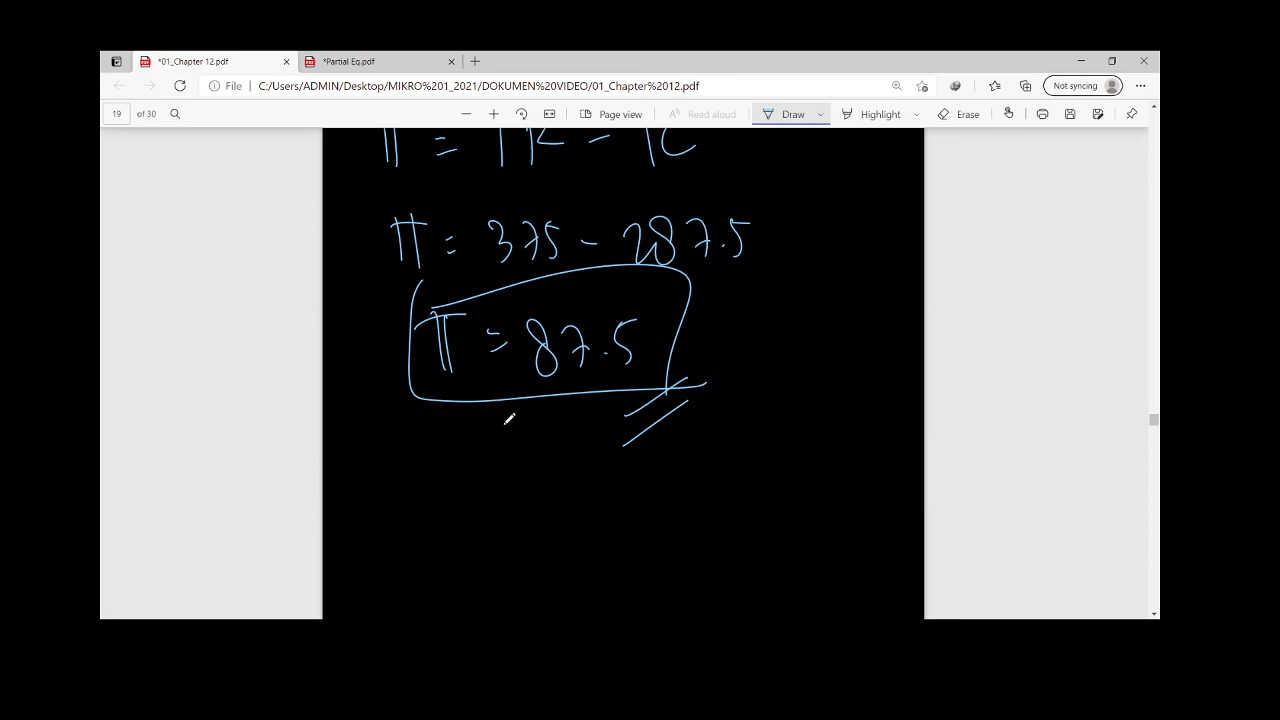 *01_Chapter 12.pdf
*Partial Eq.pdf
File C:/Users/ADMIN/Desktop/MIKRO%201_2021/DOKUMEN%20VIDEO/01_Chapter%2012.pdf Not syncing
19 of 30 Page view Read aloud Draw Highlight Erase
π = TR - TC
π = 375 - 287.5
π = 87.5